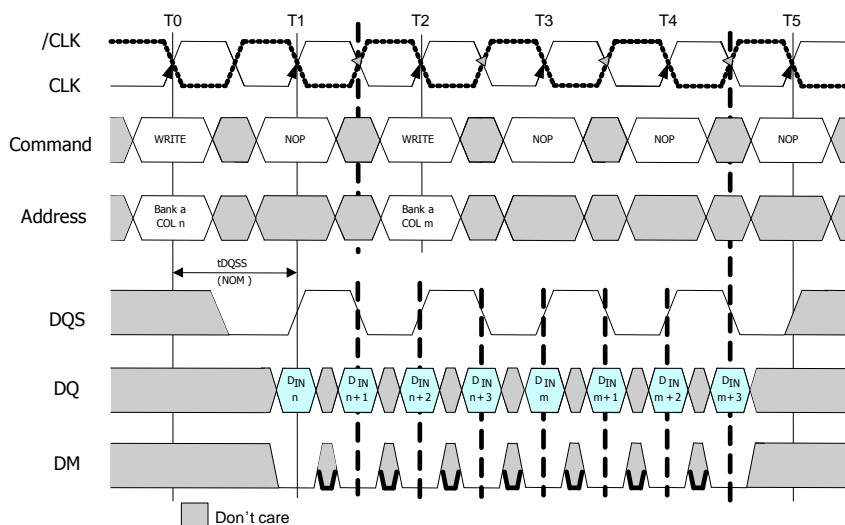 T0 T1 T2 T3 T4 T5
/CLK
CLK
Command WRITE NOP WRITE NOP NOP NOP
Address Bank a COL n Bank a COL m
tDQSS
(NOM )
DQS
DQ DIN n DIN n+1 DIN n+2 DIN n+3 DIN m DIN m+1 DIN m+2 DIN m+3
DM
Don't care